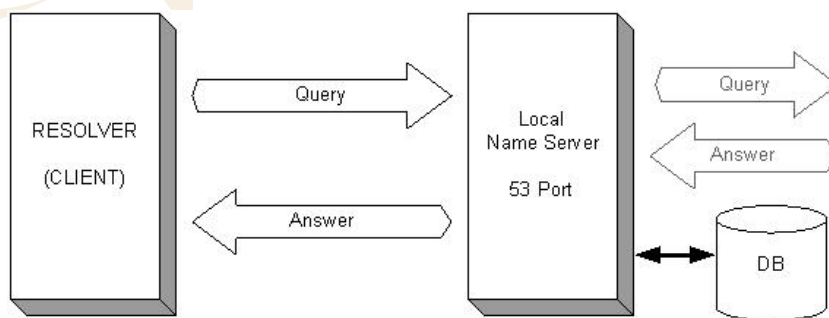 RESOLVER
(CLIENT)
Query
Answer
Local
Name Server
53 Port
Query
Answer
DB